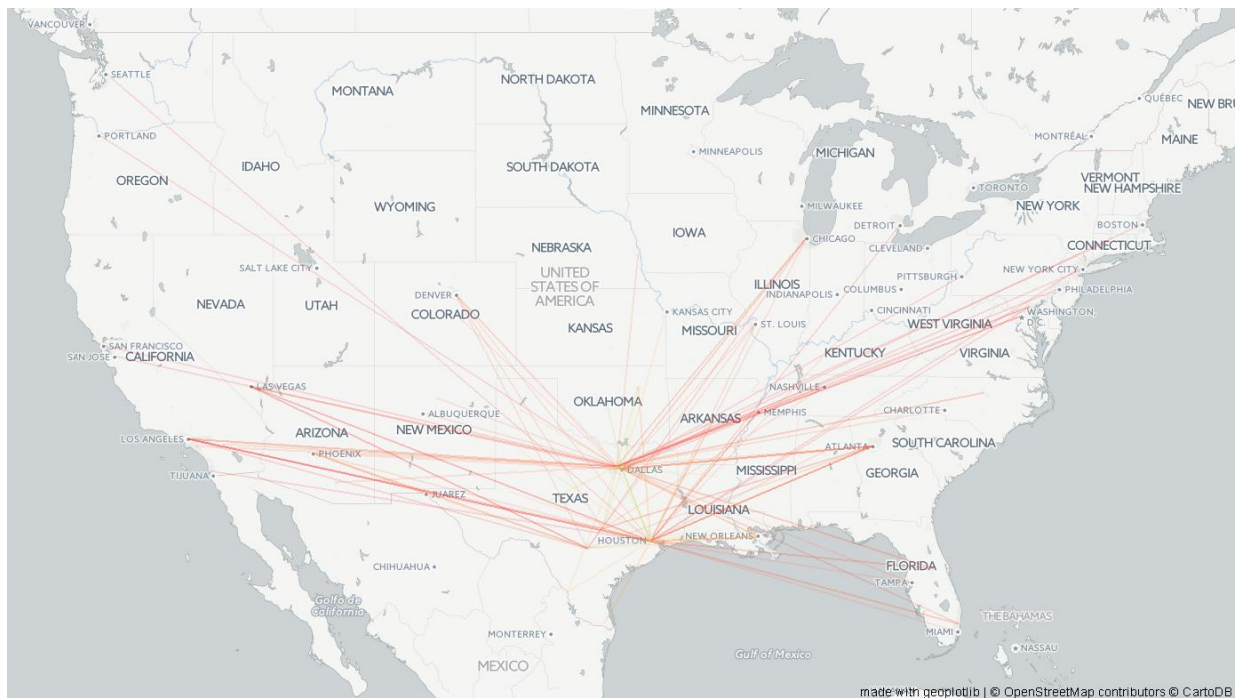 VANCOUVER
SEATTLE
MONTANA
NORTH DAKOTA
MINNESOTA
QUÉBEC
NEW BRU
PORTLAND
MONTRÉAL
MAINE
MINNEAPOLIS
MICHIGAN
IDAHO
SOUTH DAKOTA
OREGON
VERMONT
TORONTO
NEW HAMPSHIRE
WYOMING
MILWAUKEE
NEW YORK
DETROIT
BOSTON
IOWA
CHICAGO
NEBRASKA
CLEVELAND
CONNECTICUT
SALT LAKE CITY
UNITED
STATES OF
AMERICA
NEW YORK CITY
PITTSBURGH
ILLINOIS
DENVER
INDIANAPOLIS
COLUMBUS
PHILADELPHIA
NEVADA
UTAH
COLORADO
KANSAS CITY
CINCINNATI
WASHINGTON,
D.C.
KANSAS
MISSOURI
ST. LOUIS
WEST VIRGINIA
SAN FRANCISCO
SAN JOSE
CALIFORNIA
KENTUCKY
VIRGINIA
LAS VEGAS
NASHVILLE
OKLAHOMA
ALBUQUERQUE
ARKANSAS
MEMPHIS
CHARLOTTE
LOS ANGELES
ARIZONA
NEW MEXICO
PHOENIX
ATLANTA
SOUTH CAROLINA
TIJUANA
DALLAS
MISSISSIPPI
GEORGIA
JUAREZ
TEXAS
LOUISIANA
HOUSTON
NEW ORLEANS
CHIHUAHUA
FLORIDA
TAMPA
Golfo de
California
THE BAHAMAS
MONTERREY
MIAMI
NASSAU
Gulf of Mexico
MEXICO
made with geoplotlib | © OpenStreetMap contributors © CartoDB